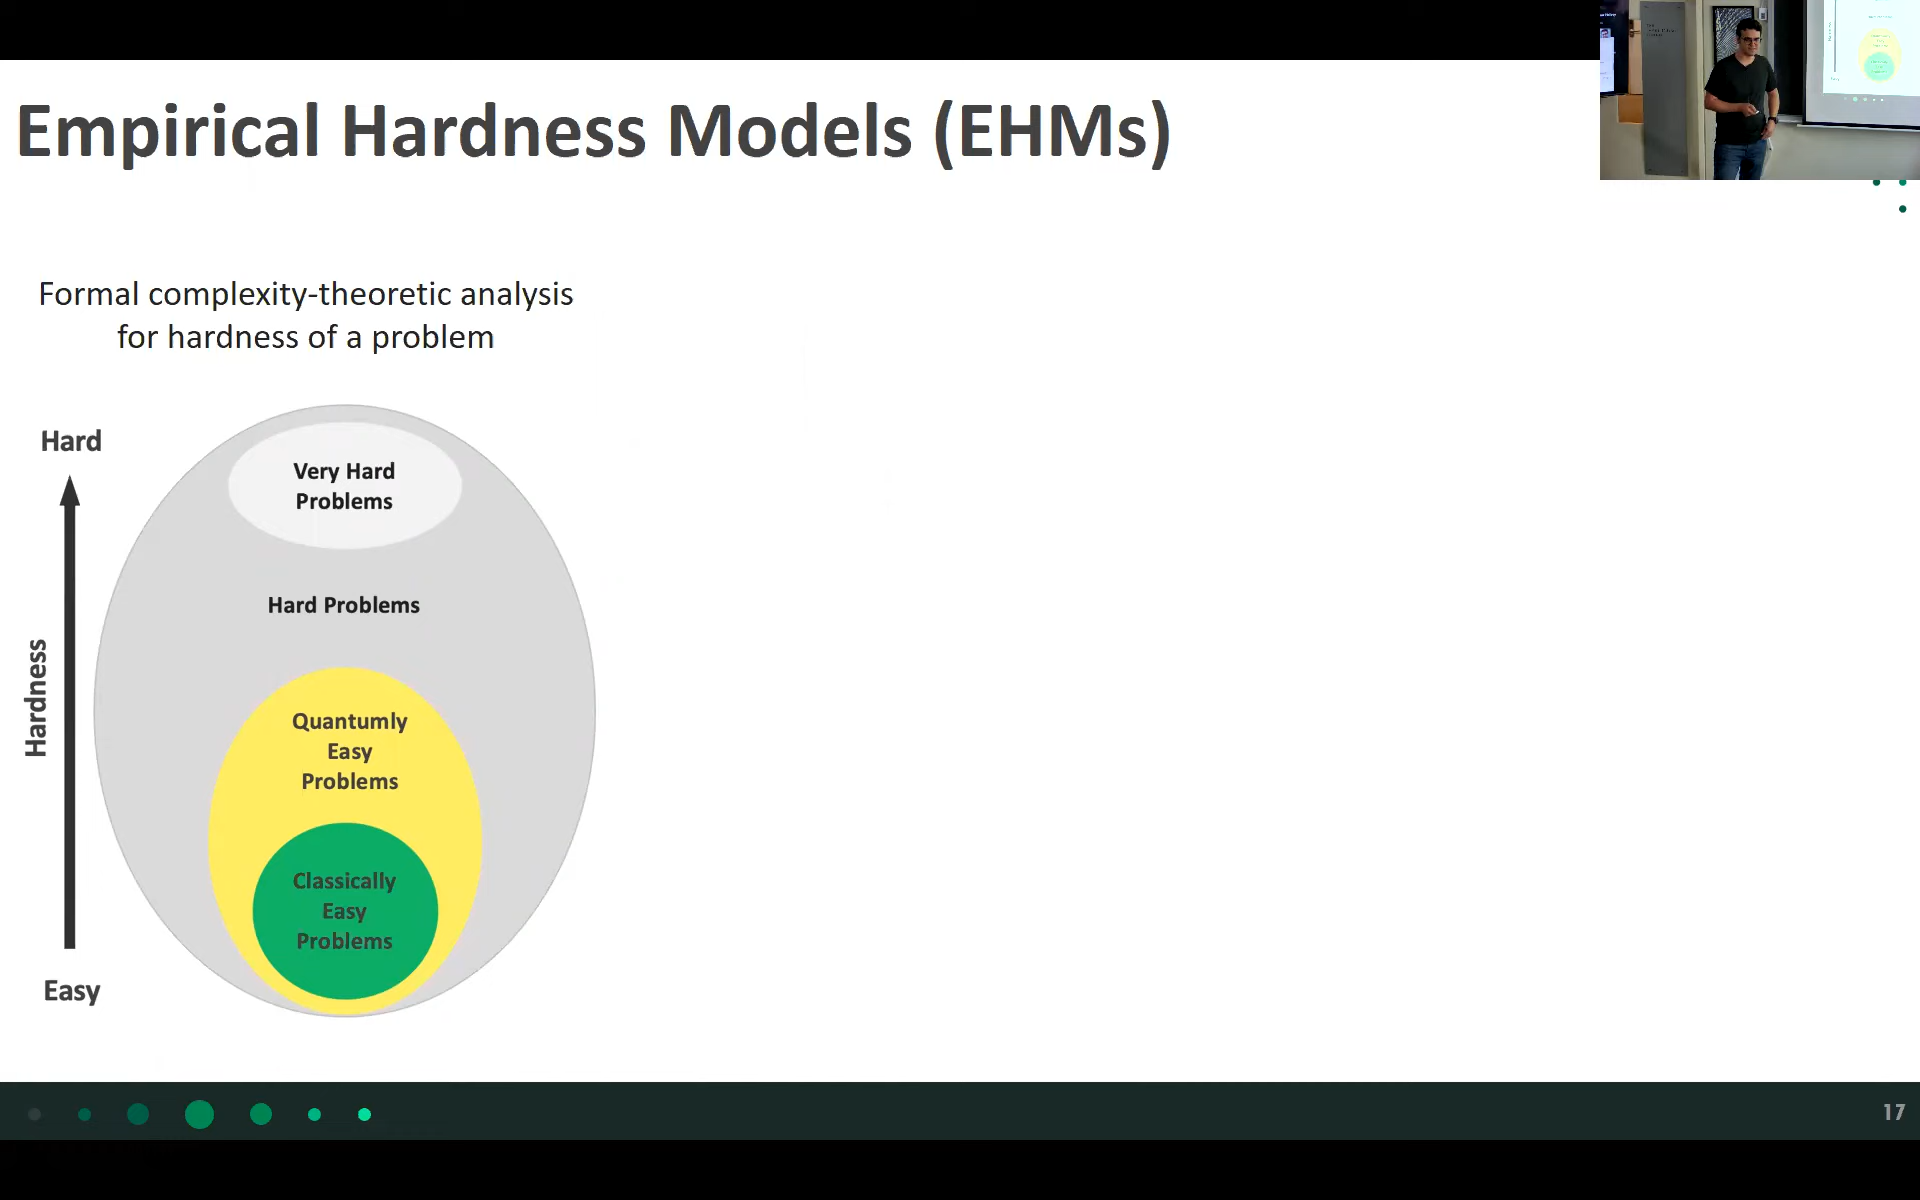 Empirical Hardness Models (EHMs)
Formal complexity-theoretic analysis
for hardness of a problem
Hard
Hardness
Easy
Very Hard
Problems
Hard Problems
Quantumly
Easy
Problems
Classically
Easy
Problems
17